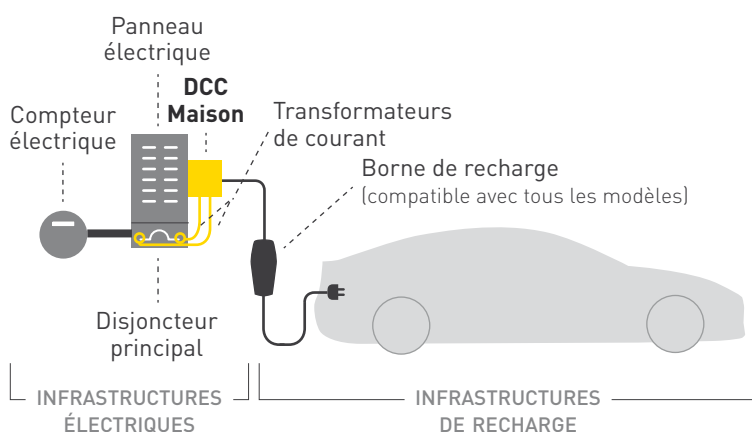 Panneau
électrique
DCC
Maison
Compteur
électrique
Transformateurs
de courant
Borne de recharge
(compatible avec tous les modèles)
Disjoncteur
principal
INFRASTRUCTURES
ÉLECTRIQUES
INFRASTRUCTURES
DE RECHARGE